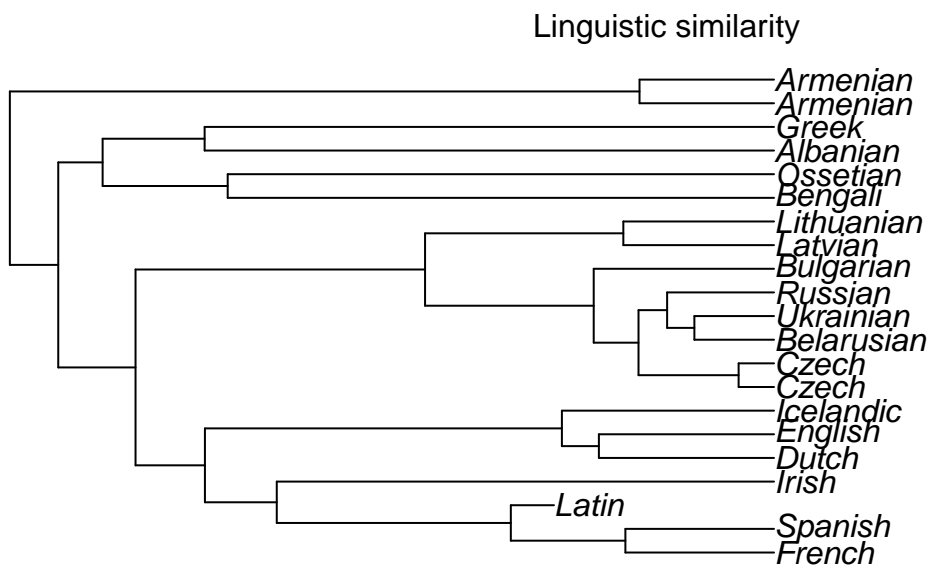 Linguistic similarity
Armenian
Armenian
Greek
Albanian
Ossetian
Bengali
Lithuanian
Latvian
Bulgarian
Russian
Ukrainian
Belarusian
Czech
Czech
Icelandic
English
Dutch
Irish
Latin
Spanish
French